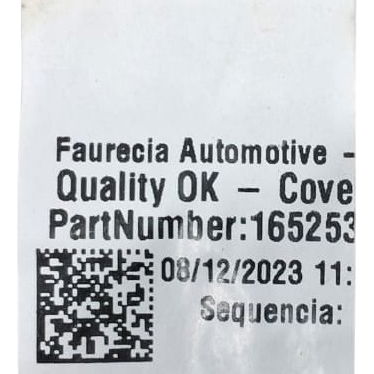 Faurecia Automotive -
Quality OK - Cove
PartNumber:165253
08/12/2023 11:
Sequencia: